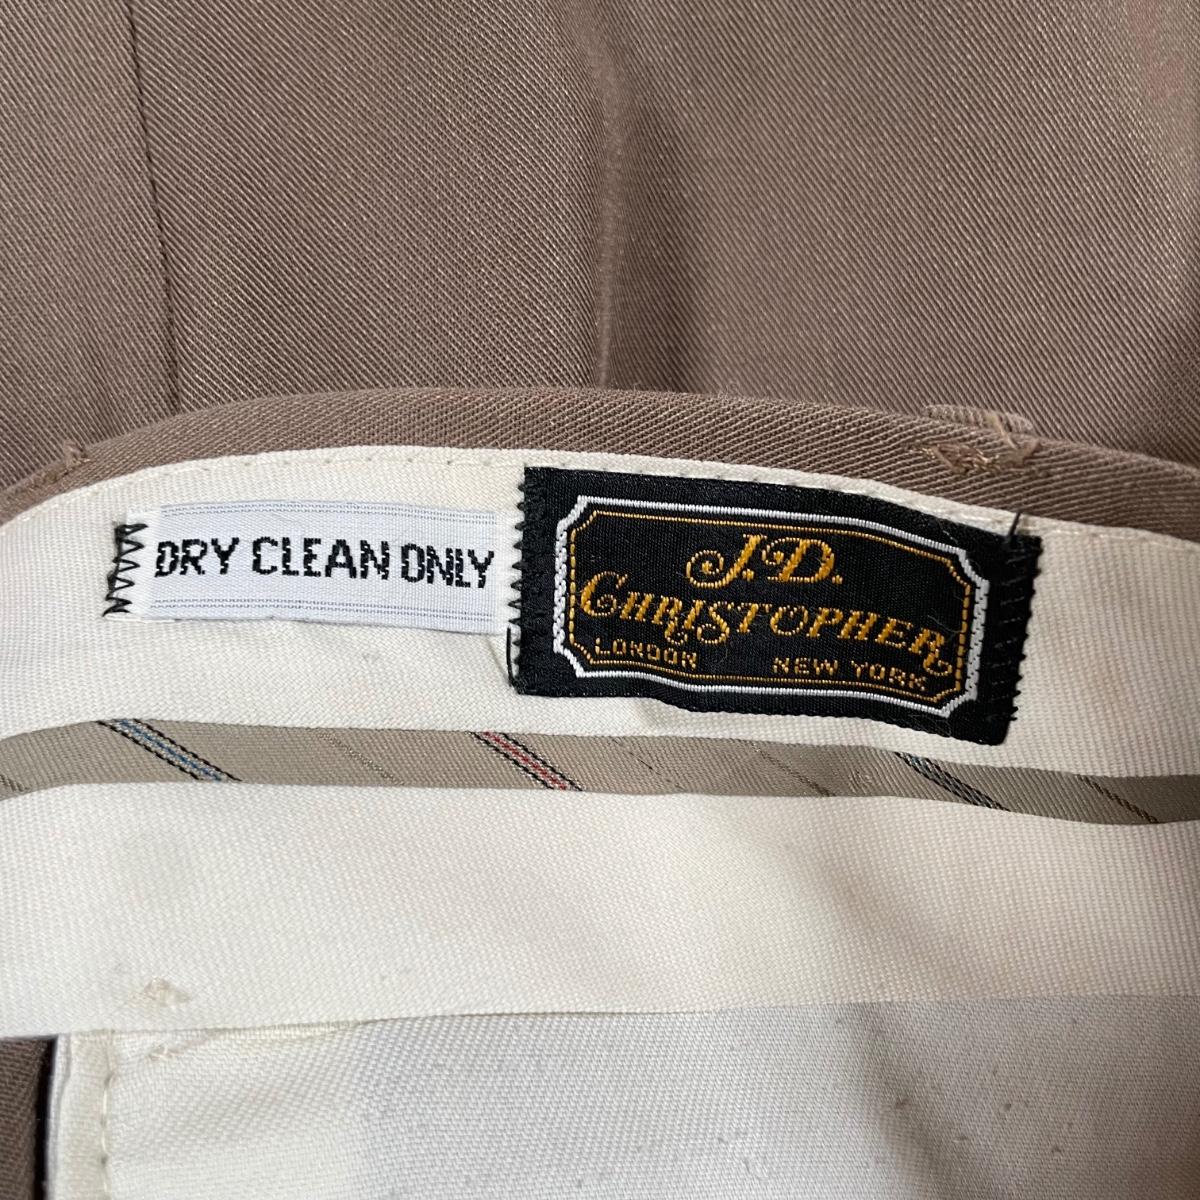 DRY CLEAN ONLY
J.D.
CHRISTOPHER
LONDON NEW YORK